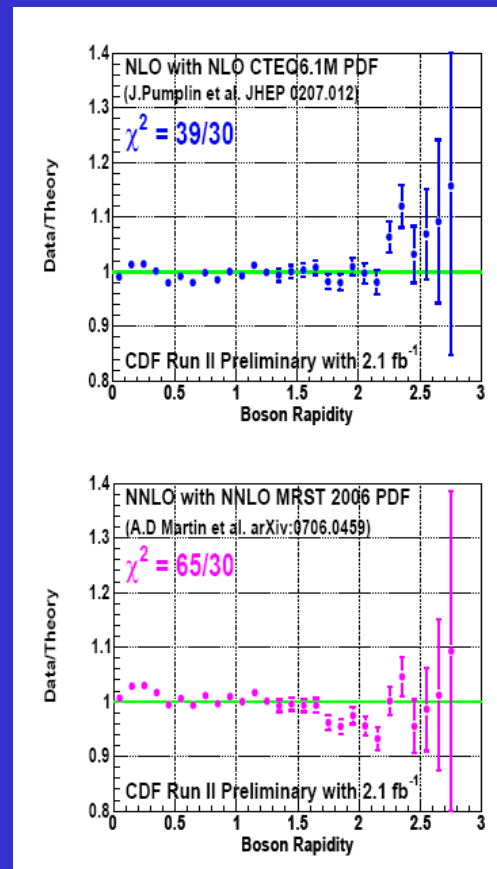 1.4
NLO with NLO CTEQ6.1M PDF
(J.Pumplin et al. JHEP 0207.012)
1.3
χ² = 39/30
1.2
Data/Theory
1.1
1
0.9
CDF Run II Preliminary with 2.1 fb⁻¹
0.8
0 0.5 1 1.5 2 2.5 3
Boson Rapidity
1.4
NNLO with NNLO MRST 2006 PDF
(A.D Martin et al. arXiv:0706.0459)
1.3
χ² = 65/30
1.2
Data/Theory
1.1
1
0.9
CDF Run II Preliminary with 2.1 fb⁻¹
0.8
0 0.5 1 1.5 2 2.5 3
Boson Rapidity